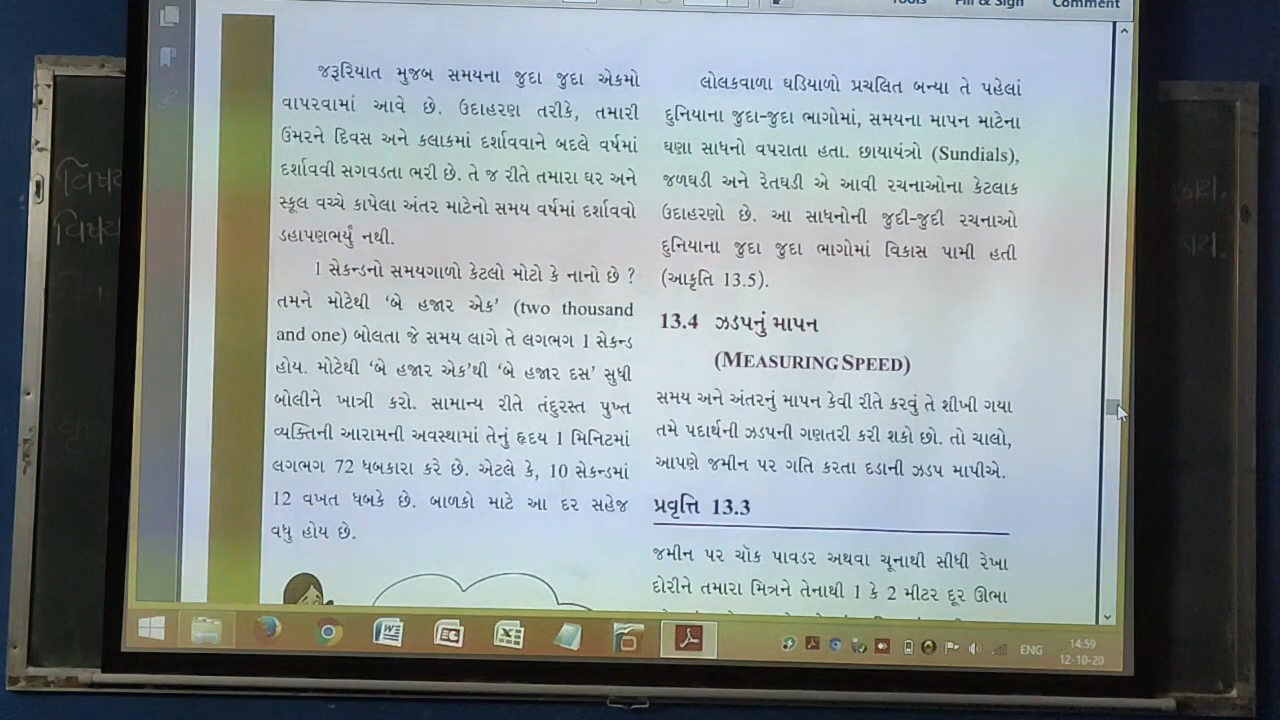 Tools Fill & Sign Comment
જરૂરિયાત મુજબ સમયના જુદા જુદા એકમો
વાપરવામાં આવે છે. ઉદાહરણ તરીકે, તમારી
ઉંમરને દિવસ અને કલાકમાં દર્શાવવાને બદલે વર્ષમાં
દર્શાવવી સગવડતા ભરી છે. તે જ રીતે તમારા ઘર અને
સ્કૂલ વચ્ચે કાપેલા અંતર માટેનો સમય વર્ષમાં દર્શાવવો
ડહાપણભર્યું નથી.
1 સેકન્ડનો સમયગાળો કેટલો મોટો કે નાનો છે ?
તમને મોટેથી ‘બે હજાર એક’ (two thousand
and one) બોલતા જે સમય લાગે તે લગભગ 1 સેકન્ડ
હોય. મોટેથી ‘બે હજાર એક’થી ‘બે હજાર દસ’ સુધી
બોલીને ખાત્રી કરો. સામાન્ય રીતે તંદુરસ્ત પુખ્ત
વ્યક્તિની આરામની અવસ્થામાં તેનું હૃદય 1 મિનિટમાં
લગભગ 72 ધબકારા કરે છે. એટલે કે, 10 સેકન્ડમાં
12 વખત ધબકે છે. બાળકો માટે આ દર સહેજ
વધુ હોય છે.
લોલકવાળા ઘડિયાળો પ્રચલિત બન્યા તે પહેલાં
દુનિયાના જુદા-જુદા ભાગોમાં, સમયના માપન માટેના
ઘણા સાધનો વપરાતા હતા. છાયાયંત્રો (Sundials),
જળઘડી અને રેતઘડી એ આવી રચનાઓના કેટલાક
ઉદાહરણો છે. આ સાધનોની જુદી-જુદી રચનાઓ
દુનિયાના જુદા જુદા ભાગોમાં વિકાસ પામી હતી
(આકૃતિ 13.5).
13.4 ઝડપનું માપન
(MEASURING SPEED)
સમય અને અંતરનું માપન કેવી રીતે કરવું તે શીખી ગયા
તમે પદાર્થની ઝડપની ગણતરી કરી શકો છો. તો ચાલો,
આપણે જમીન પર ગતિ કરતા દડાની ઝડપ માપીએ.
પ્રવૃત્તિ 13.3
જમીન પર ચૉક પાવડર અથવા ચૂનાથી સીધી રેખા
દોરીને તમારા મિત્રને તેનાથી 1 કે 2 મીટર દૂર ઊભા
ENG
14:59
12-10-20
વિષય
વિષય